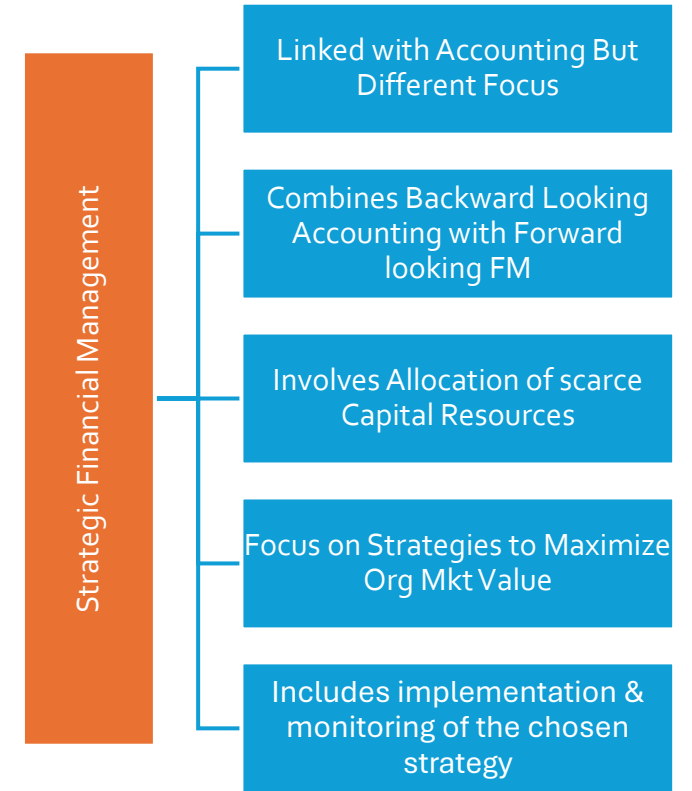 Strategic Financial Management
Linked with Accounting But
Different Focus
Combines Backward Looking
Accounting with Forward
looking FM
Involves Allocation of scarce
Capital Resources
Focus on Strategies to Maximize
Org Mkt Value
Includes implementation &
monitoring of the chosen
strategy